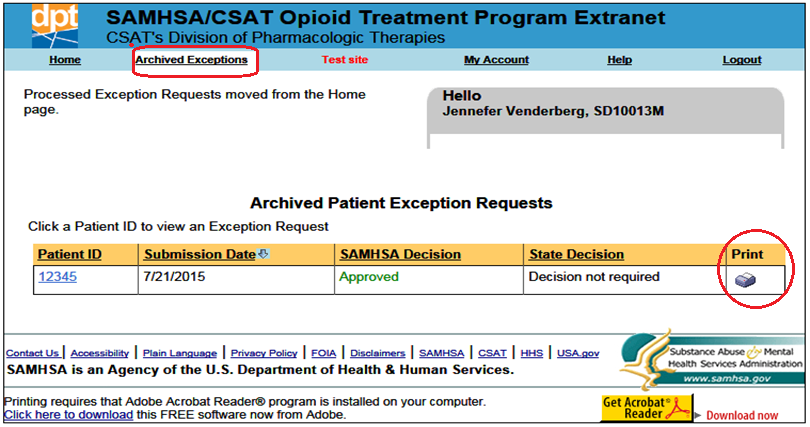 dpt
SAMHSA/CSAT Opioid Treatment Program Extranet
CSAT's Division of Pharmacologic Therapies
Home Archived Exceptions Test site My Account Help Logout
Processed Exception Requests moved from the Home
page.
Hello
Jennefer Venderberg, SD10013M
Archived Patient Exception Requests
Click a Patient ID to view an Exception Request
Patient ID Submission Date SAMHSA Decision State Decision Print
12345 7/21/2015 Approved Decision not required
Contact Us | Accessibility | Plain Language | Privacy Policy | FOIA | Disclaimers | SAMHSA | CSAT | HHS | USA.gov
SAMHSA is an Agency of the U.S. Department of Health & Human Services.
Substance Abuse & Mental
Health Services Administration
www.samhsa.gov
Printing requires that Adobe Acrobat Reader® program is installed on your computer.
Click here to download this FREE software now from Adobe.
Get Acrobat®
Reader
Download now